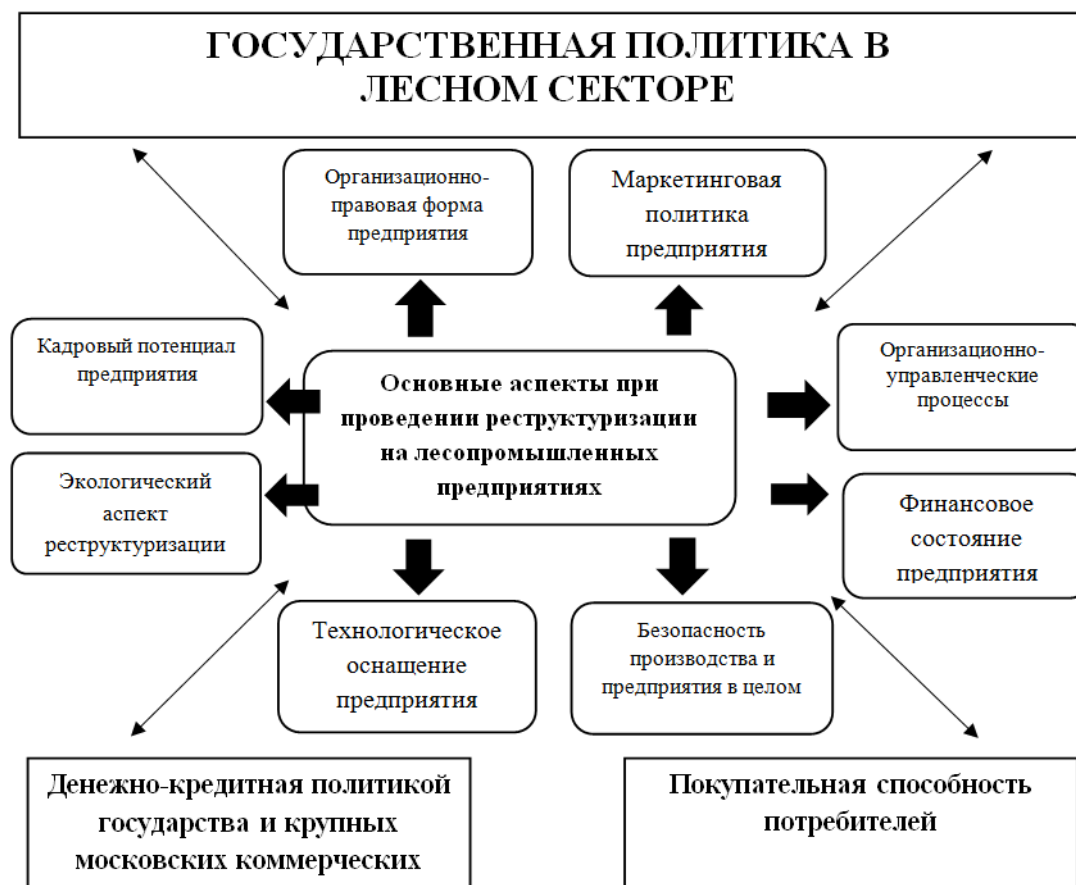 ГОСУДАРСТВЕННАЯ ПОЛИТИКА В
ЛЕСНОМ СЕКТОРЕ
Организационно-
правовая форма
предприятия
Маркетинговая
политика
предприятия
Кадровый потенциал
предприятия
Основные аспекты при
проведении реструктуризации
на лесопромышленных
предприятиях
Организационно-
управленческие
процессы
Экологический
аспект
реструктуризации
Финансовое
состояние
предприятия
Технологическое
оснащение
предприятия
Безопасность
производства и
предприятия в целом
Денежно-кредитная политикой
государства и крупных
московских коммерческих
Покупательная способность
потребителей